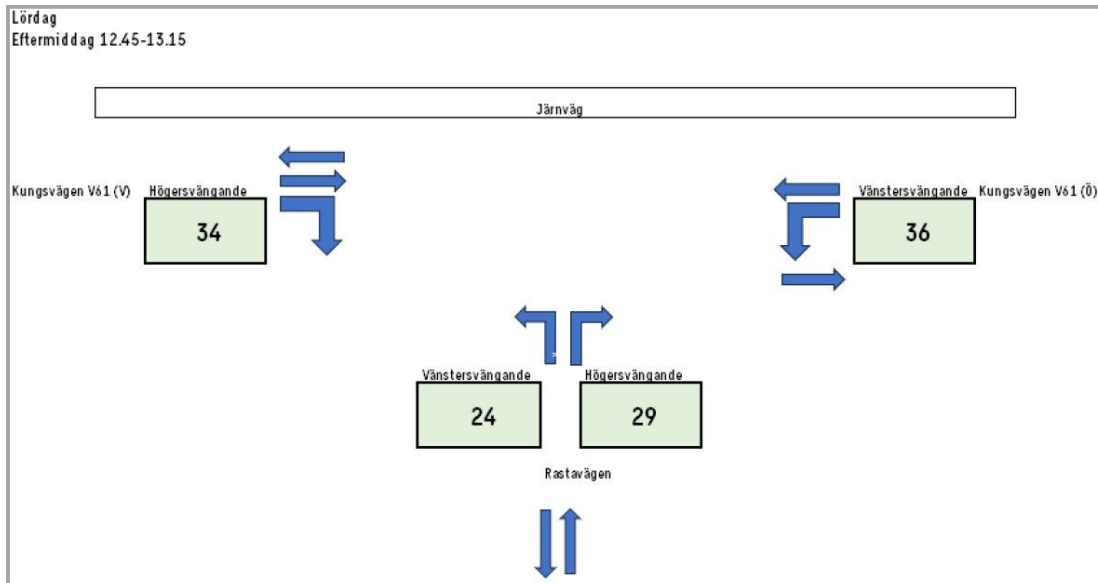 Lördag
Eftermiddag 12.45-13.15
Järnväg
Kungsvägen V61 (V)
Högersvängande
34
Vänstersvängande
Kungsvägen V61 (Ö)
36
Vänstersvängande
Högersvängande
24
29
Rastavägen